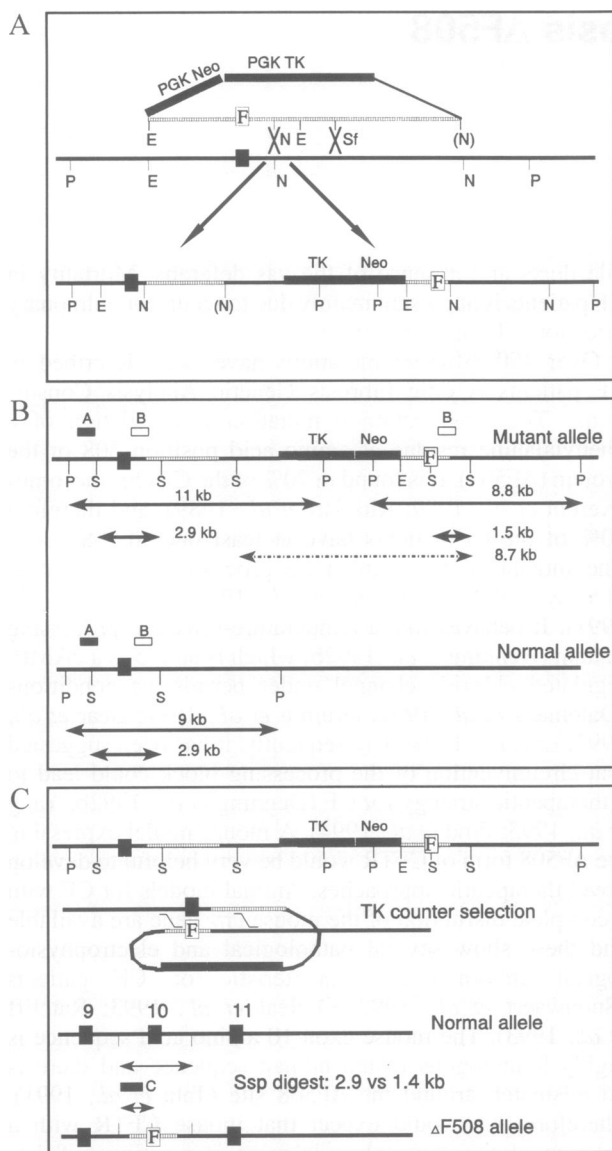 A
PGK Neo
PGK TK
F
E N E Sf (N)
P E N N P
TK Neo F
P E N (N) P P E N N P
B
A B B
TK Neo Mutant allele
F
P S S S P P E S S P
11 kb 8.8 kb
2.9 kb 1.5 kb
8.7 kb
A B
Normal allele
P S S P
9 kb
2.9 kb
C
TK Neo F
P S S S P P E S S P
TK counter selection
F
9 10 11 Normal allele
C Ssp digest: 2.9 vs 1.4 kb
F ΔF508 allele